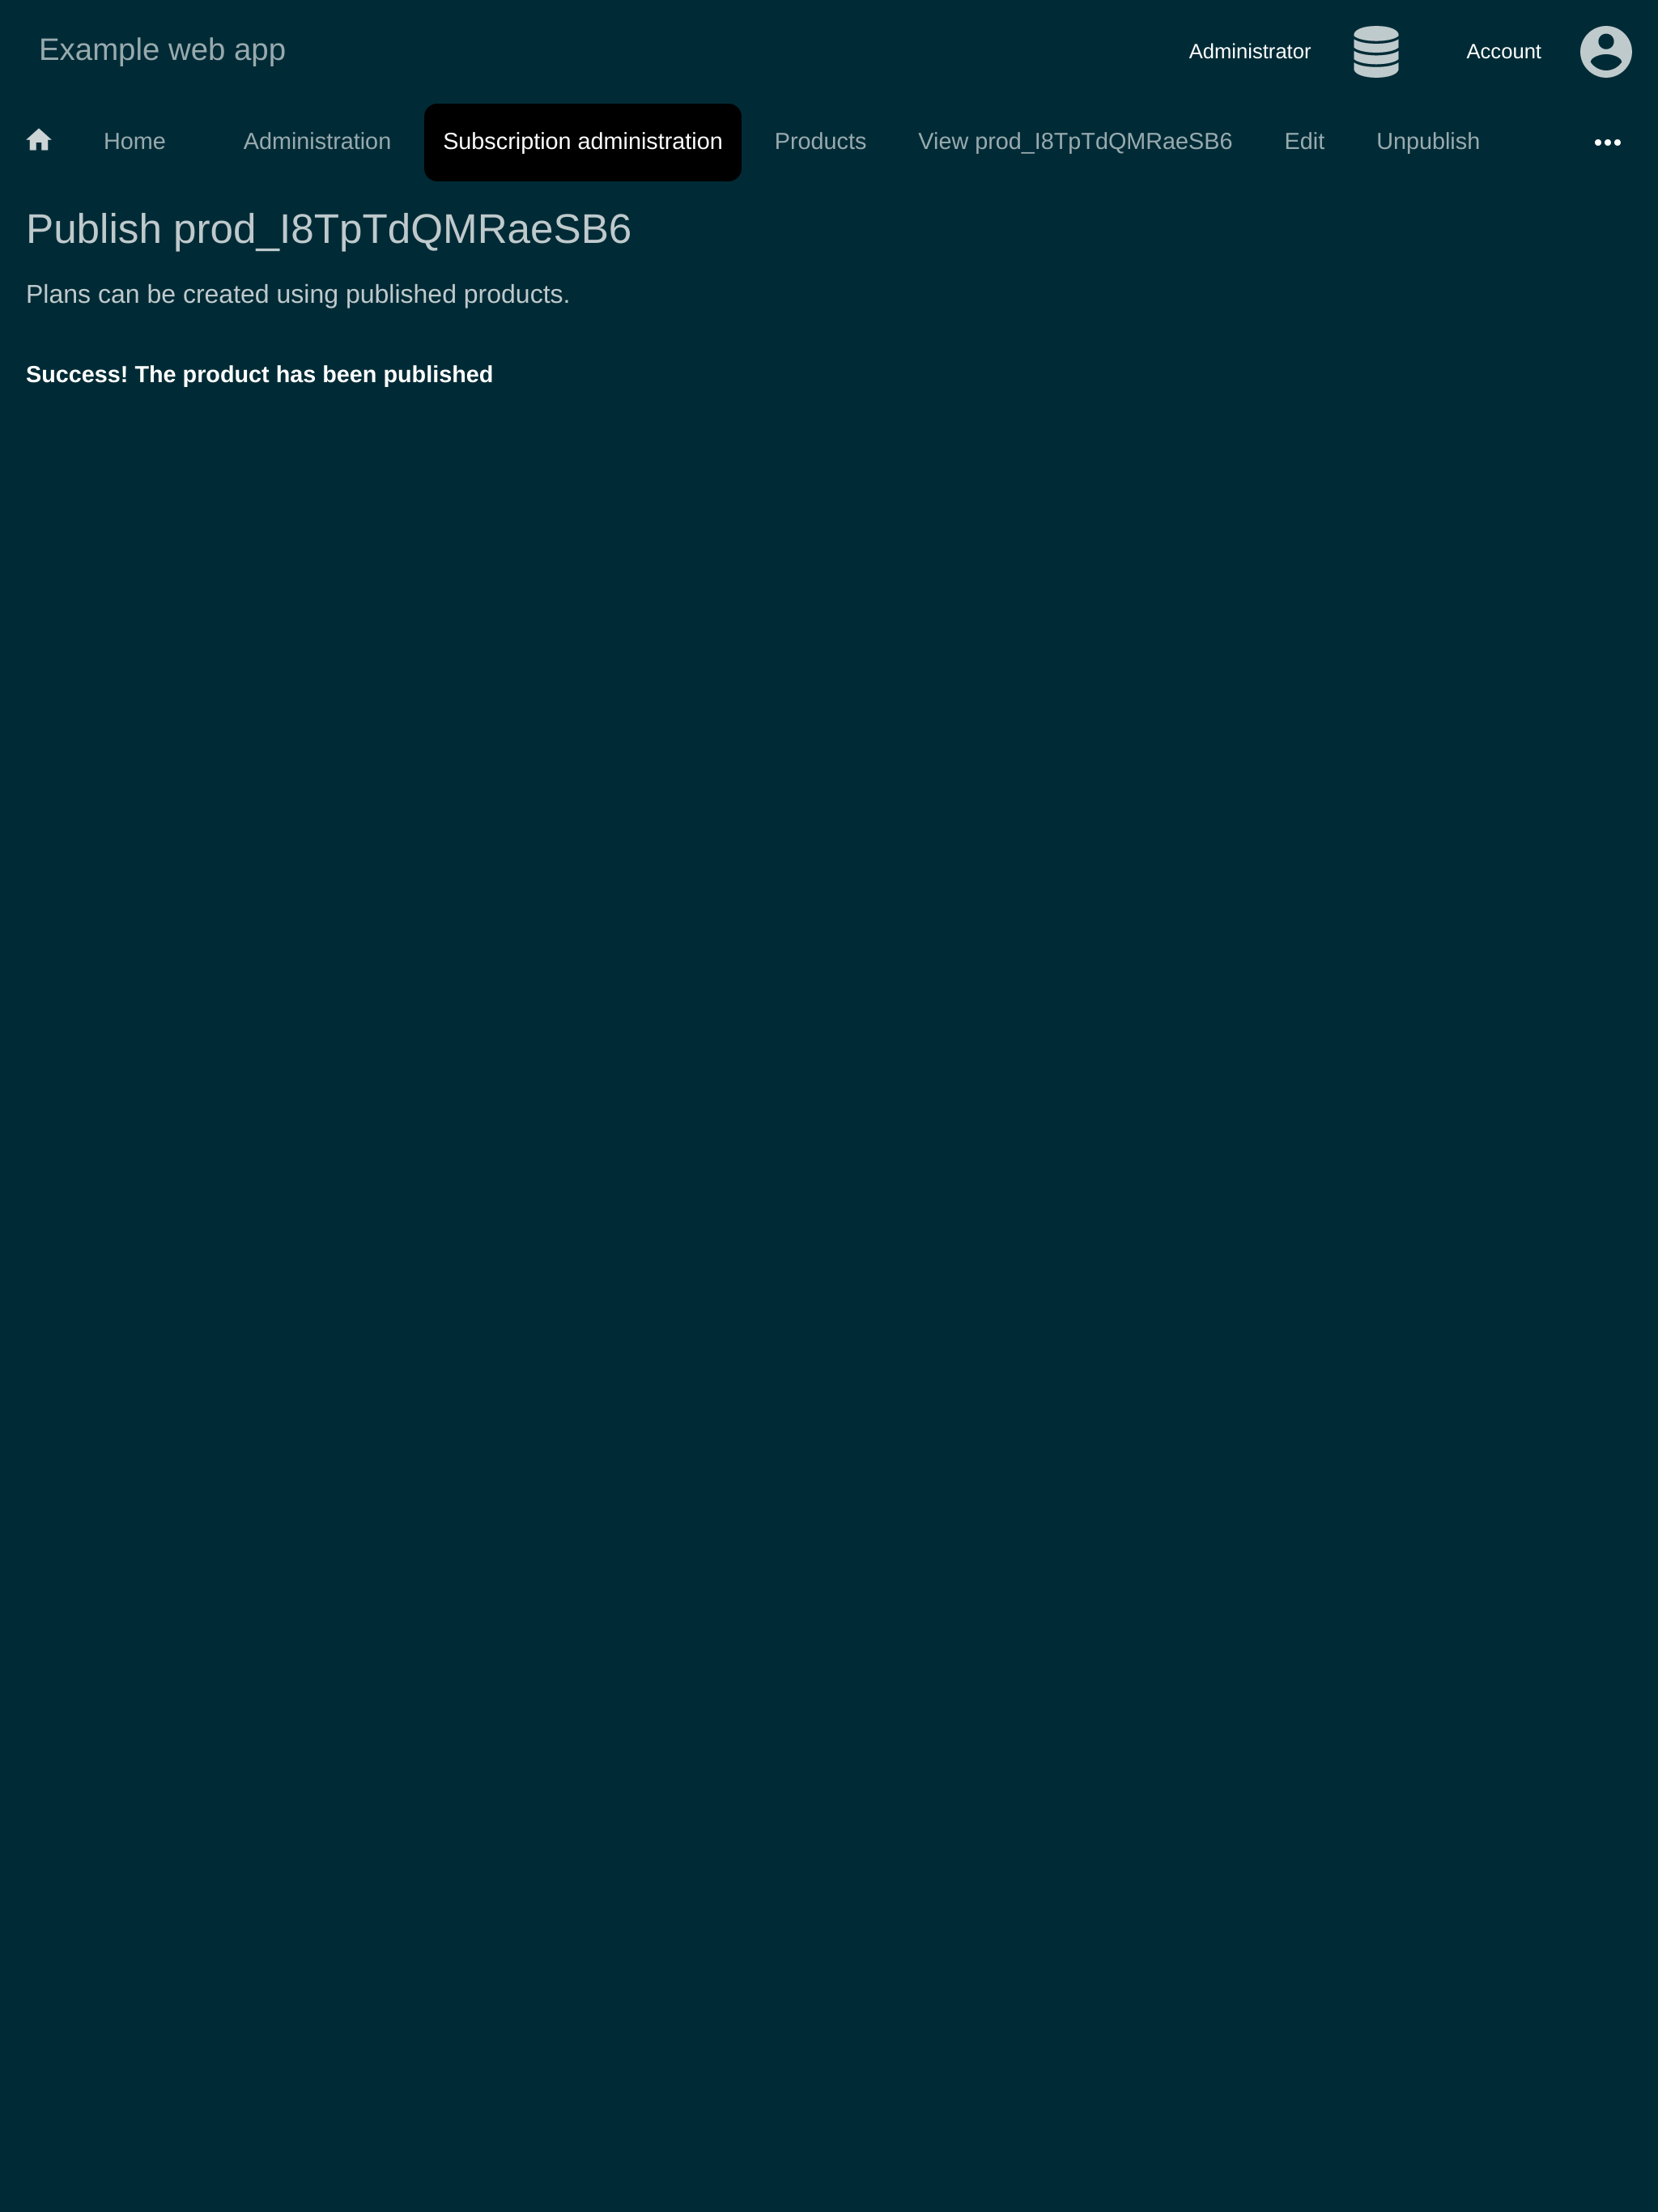 Example web app
Administrator
Account
Home
Administration
Subscription administration
Products
View prod_I8TpTdQMRaeSB6
Edit
Unpublish
Publish prod_I8TpTdQMRaeSB6
Plans can be created using published products.
Success! The product has been published